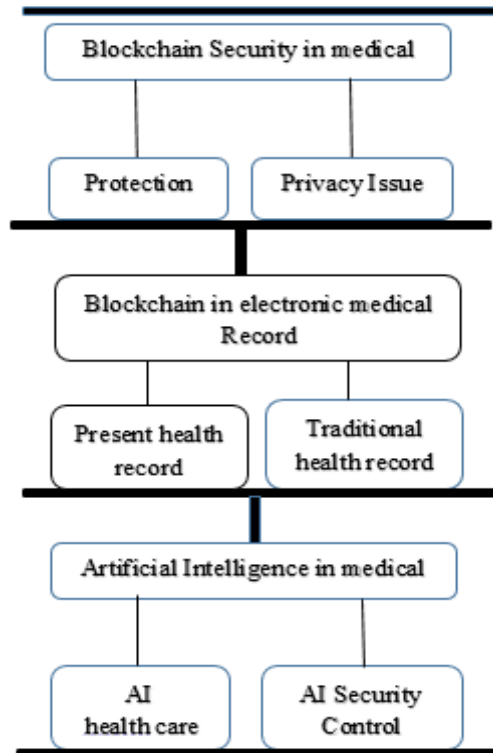 Blockchain Security in medical
Protection
Privacy Issue
Blockchain in electronic medical
Record
Present health
record
Traditional
health record
Artificial Intelligence in medical
AI
health care
AI Security
Control